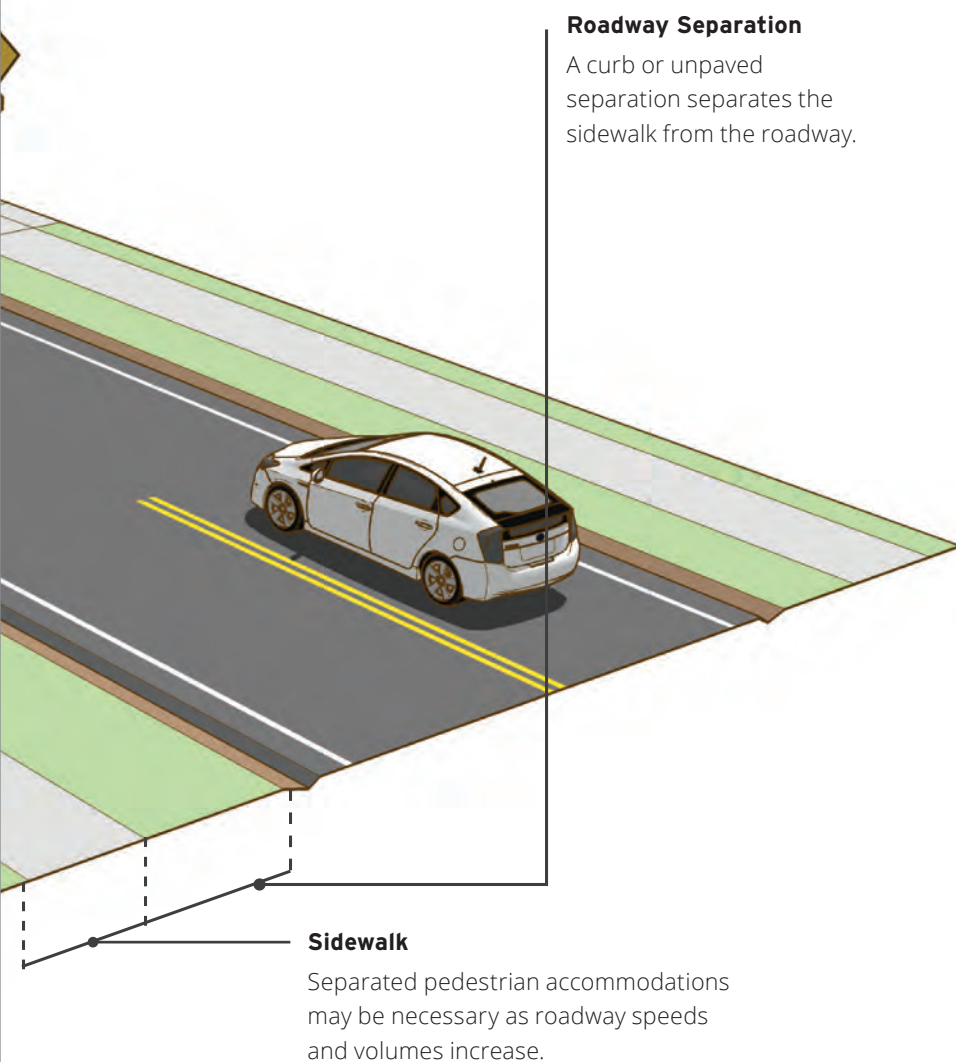 Roadway Separation
A curb or unpaved
separation separates the
sidewalk from the roadway.
Sidewalk
Separated pedestrian accommodations
may be necessary as roadway speeds
and volumes increase.